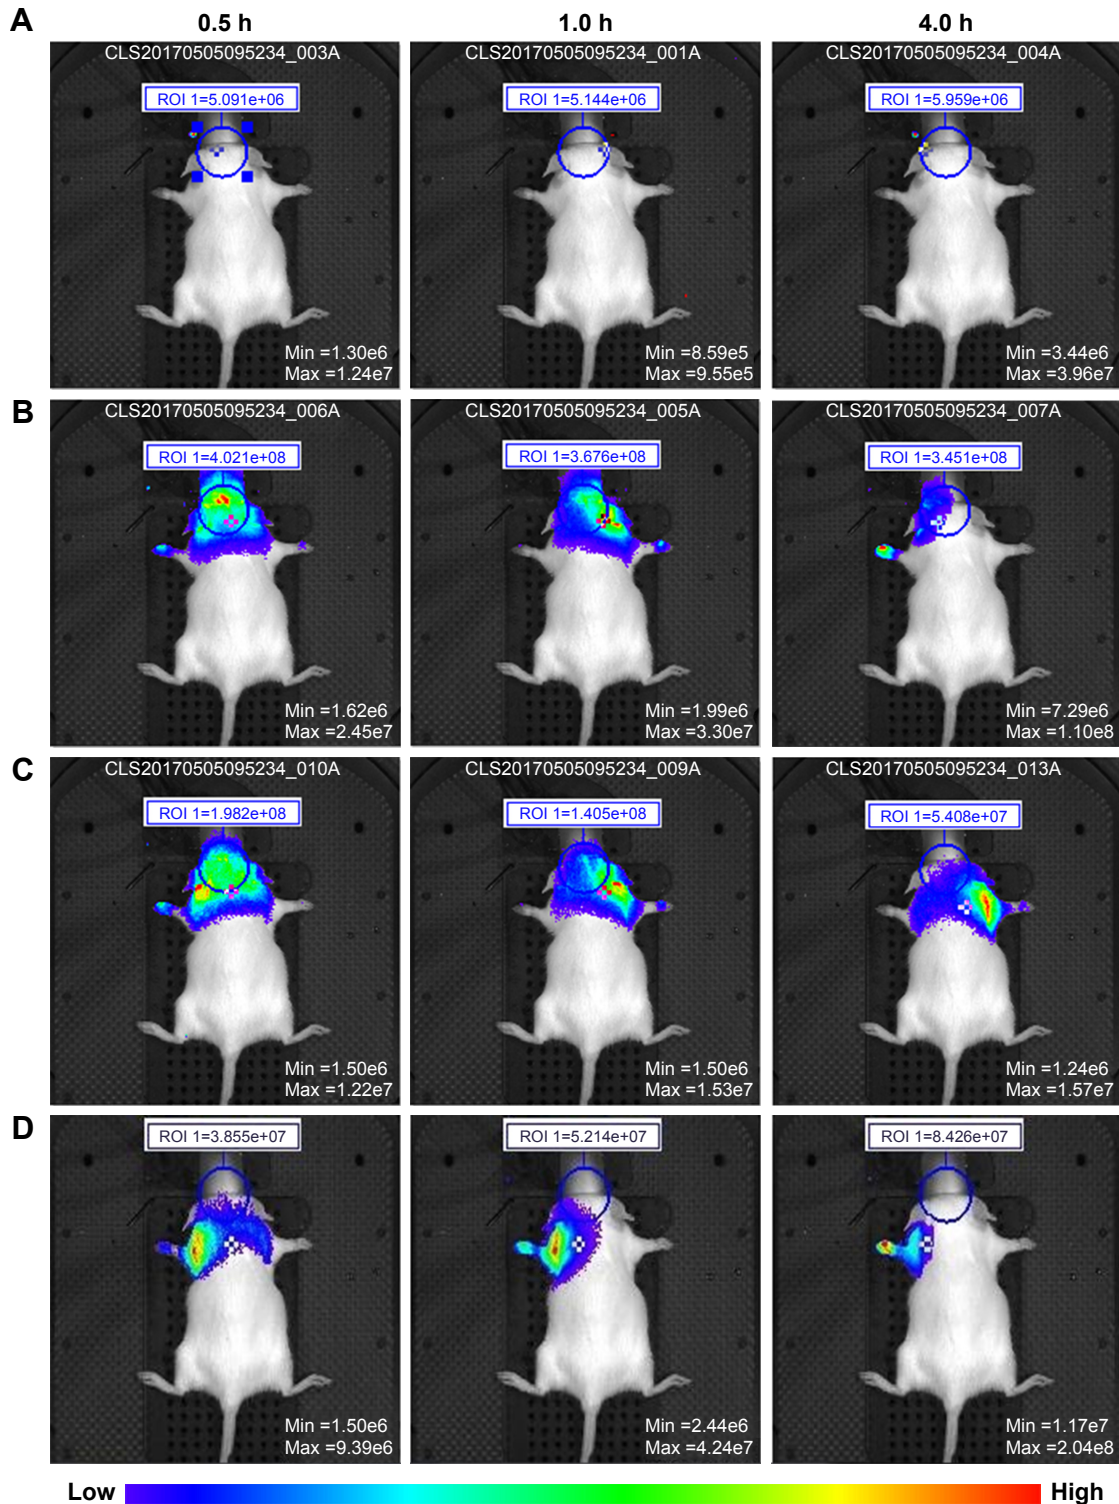 A
0.5 h
1.0 h
4.0 h
CLS20170505095234_003A
CLS20170505095234_001A
CLS20170505095234_004A
ROI 1=5.091e+06
ROI 1=5.144e+06
ROI 1=5.959e+06
Min =1.30e6
Max =1.24e7
Min =8.59e5
Max =9.55e5
Min =3.44e6
Max =3.96e7
B
CLS20170505095234_006A
CLS20170505095234_005A
CLS20170505095234_007A
ROI 1=4.021e+08
ROI 1=3.676e+08
ROI 1=3.451e+08
Min =1.62e6
Max =2.45e7
Min =1.99e6
Max =3.30e7
Min =7.29e6
Max =1.10e8
C
CLS20170505095234_010A
CLS20170505095234_009A
CLS20170505095234_013A
ROI 1=1.982e+08
ROI 1=1.405e+08
ROI 1=5.408e+07
Min =1.50e6
Max =1.22e7
Min =1.50e6
Max =1.53e7
Min =1.24e6
Max =1.57e7
D
ROI 1=3.855e+07
ROI 1=5.214e+07
ROI 1=8.426e+07
Min =1.50e6
Max =9.39e6
Min =2.44e6
Max =4.24e7
Min =1.17e7
Max =2.04e8
Low
High